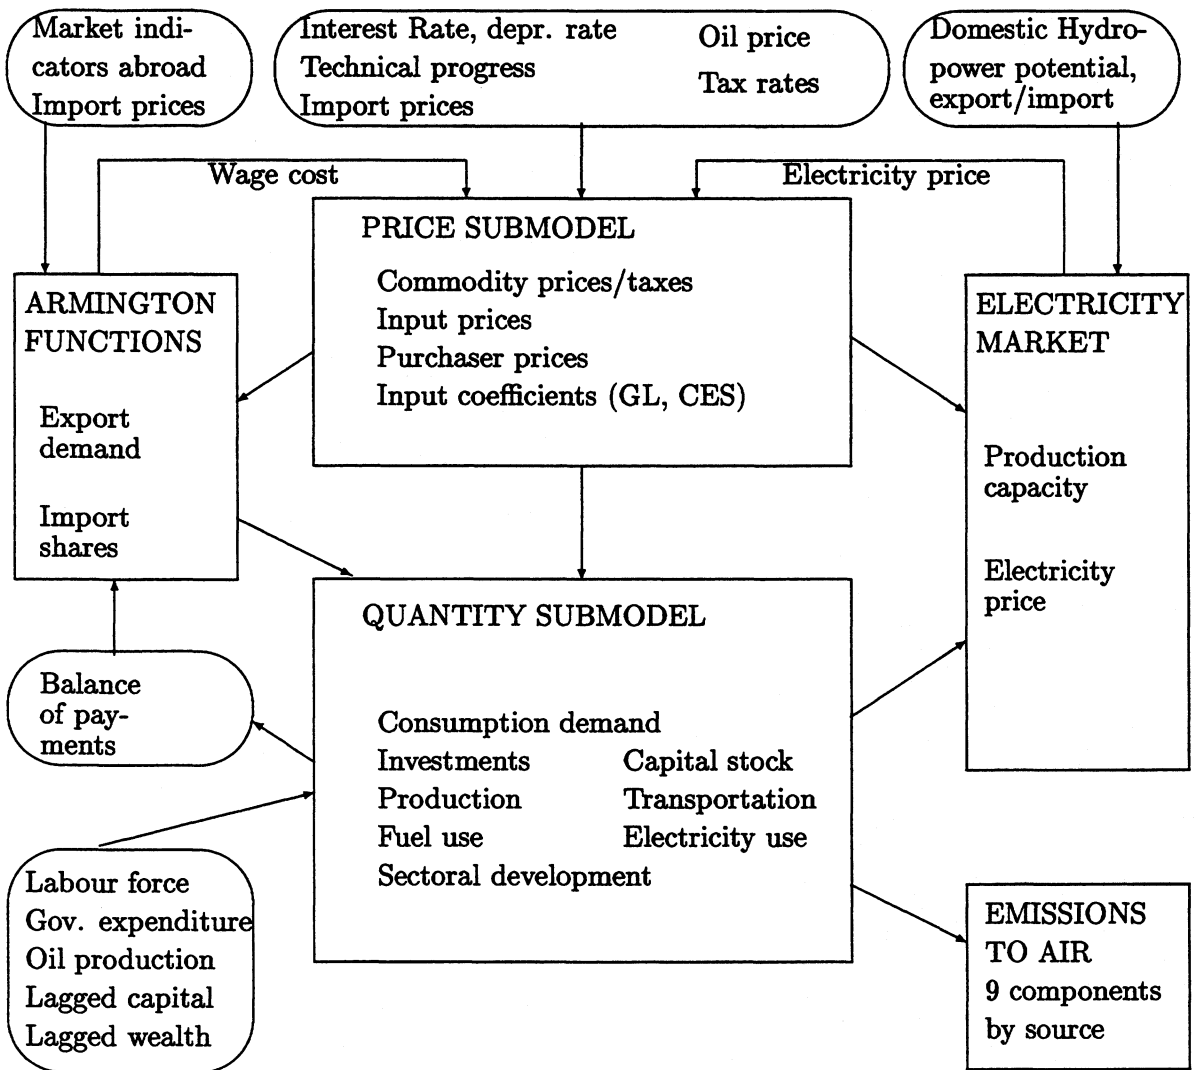 Market indi-
cators abroad
Import prices
Interest Rate, depr. rate
Technical progress
Import prices
Oil price
Tax rates
Domestic Hydro-
power potential,
export/import
Wage cost
Electricity price
PRICE SUBMODEL
Commodity prices/taxes
Input prices
Purchaser prices
Input coefficients (GL, CES)
ARMINGTON
FUNCTIONS
Export
demand
Import
shares
ELECTRICITY
MARKET
Production
capacity
Electricity
price
QUANTITY SUBMODEL
Consumption demand
Investments
Capital stock
Production
Transportation
Fuel use
Electricity use
Sectoral development
Balance
of pay-
ments
Labour force
Gov. expenditure
Oil production
Lagged capital
Lagged wealth
EMISSIONS
TO AIR
9 components
by source